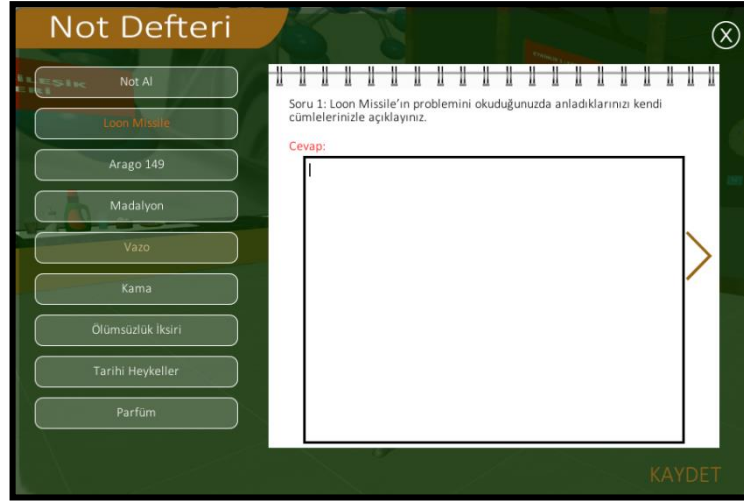 Not Defteri
X
Not Al
Loon Missile
Arago 149
Madalyon
Vazo
Kama
Ölümsüzlük İksiri
Tarihi Heykeller
Parfüm
Soru 1: Loon Missile'ın problemini okuduğunuzda anladıklarınızı kendi
cümlelerinizle açıklayınız.
Cevap:
KAYDET